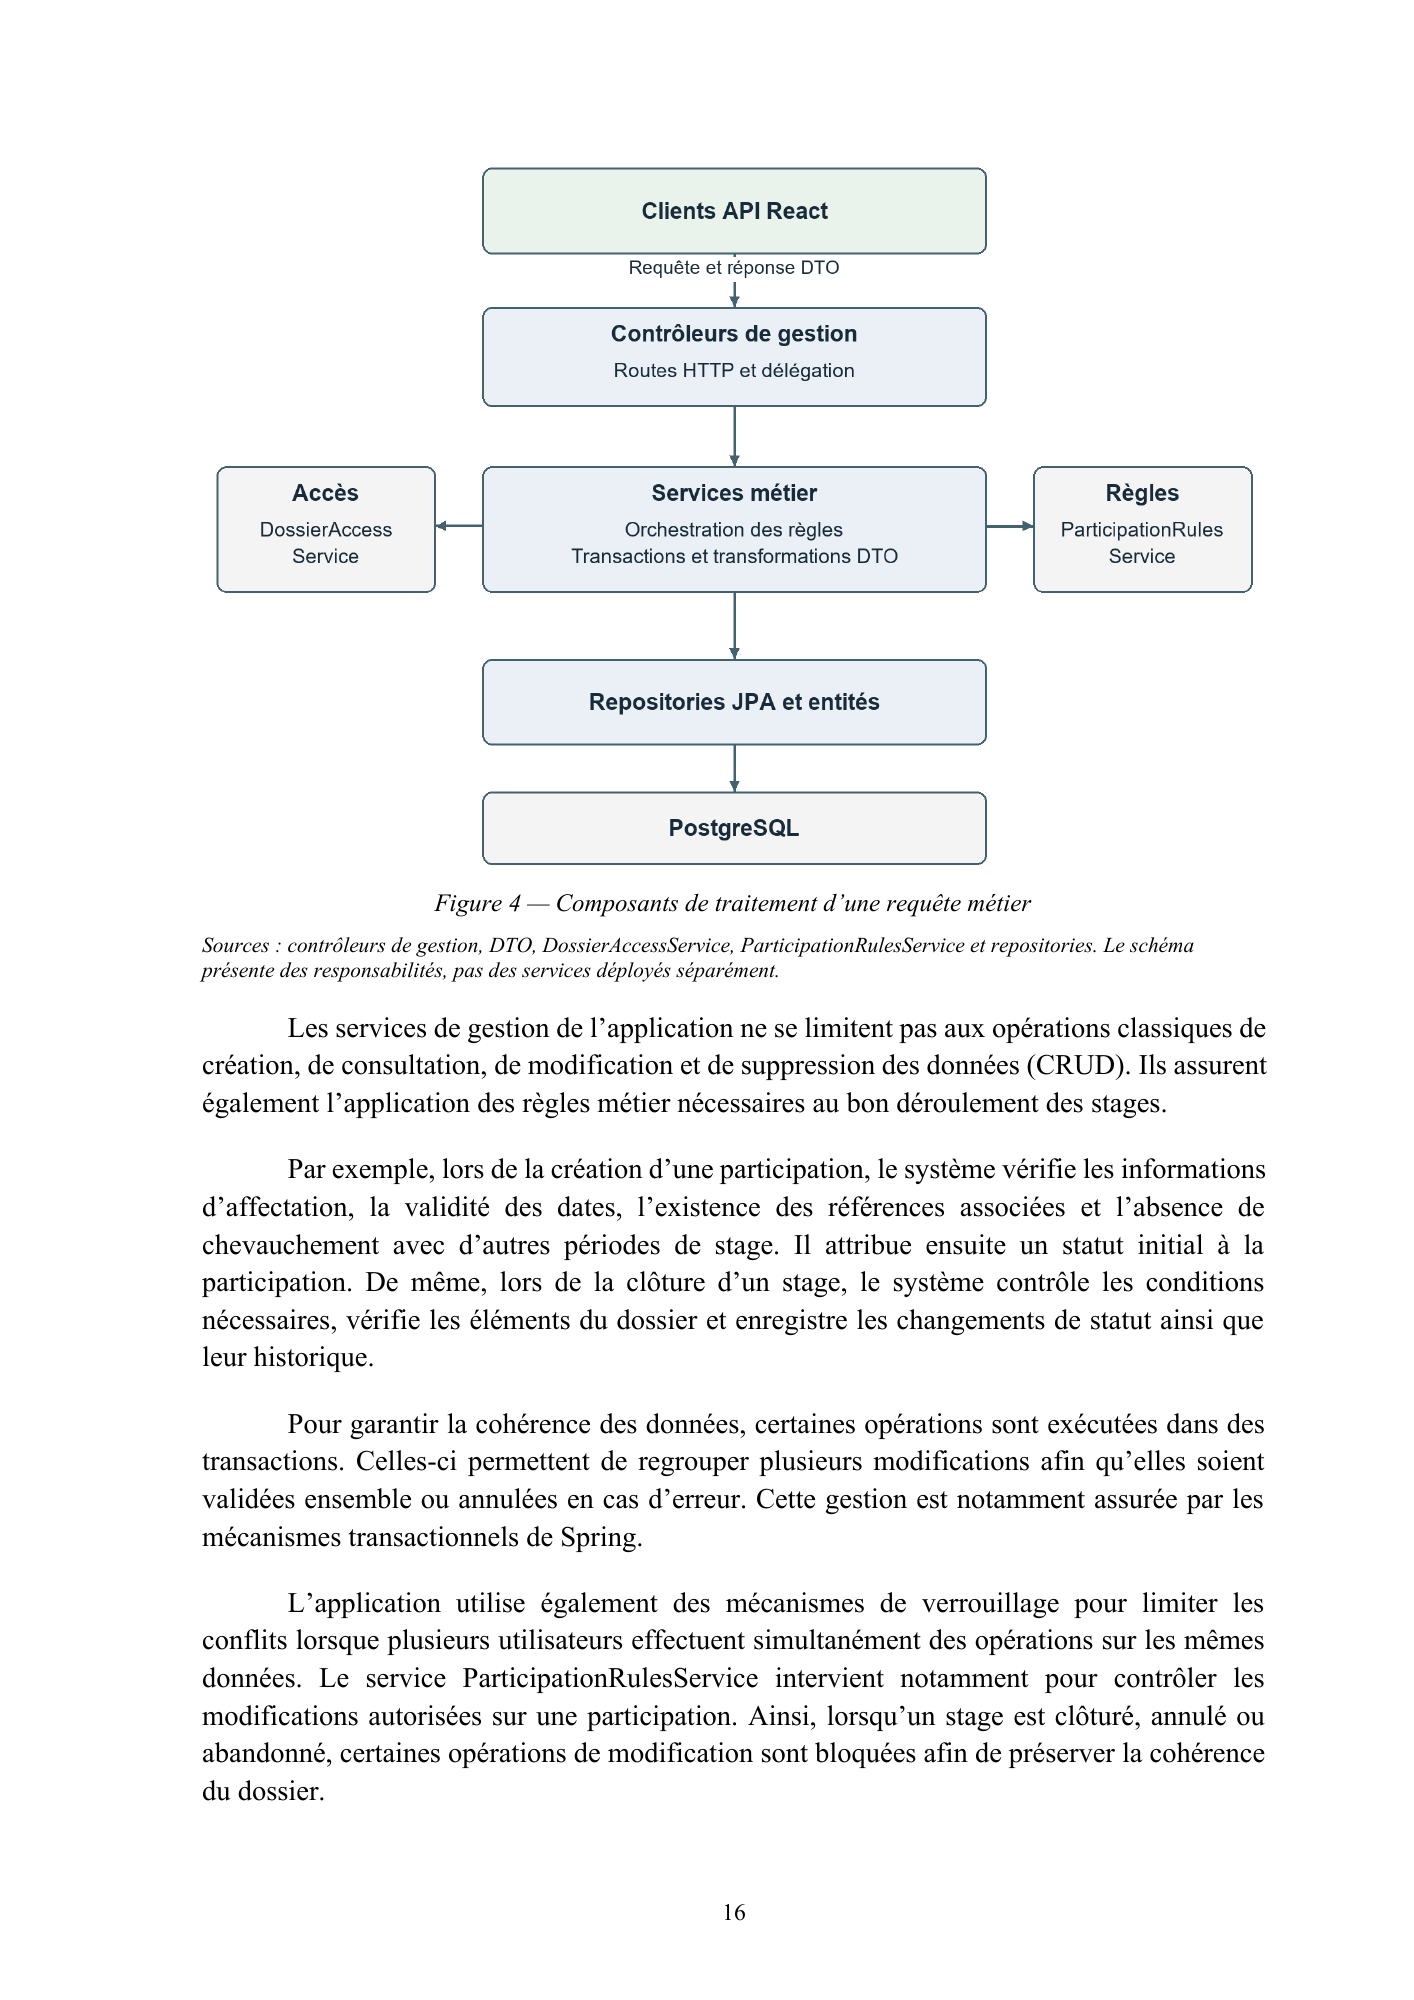 Clients API React
Requête et réponse DTO
Contrôleurs de gestion
Routes HTTP et délégation
Accès
DossierAccess
Service
Services métier
Orchestration des règles
Transactions et transformations DTO
Règles
ParticipationRules
Service
Repositories JPA et entités
PostgreSQL
Figure 4 — Composants de traitement d’une requête métier
Sources : contrôleurs de gestion, DTO, DossierAccessService, ParticipationRulesService et repositories. Le schéma
présente des responsabilités, pas des services déployés séparément.
Les services de gestion de l’application ne se limitent pas aux opérations classiques de
création, de consultation, de modification et de suppression des données (CRUD). Ils assurent
également l’application des règles métier nécessaires au bon déroulement des stages.
Par exemple, lors de la création d’une participation, le système vérifie les informations
d’affectation, la validité des dates, l’existence des références associées et l’absence de
chevauchement avec d’autres périodes de stage. Il attribue ensuite un statut initial à la
participation. De même, lors de la clôture d’un stage, le système contrôle les conditions
nécessaires, vérifie les éléments du dossier et enregistre les changements de statut ainsi que
leur historique.
Pour garantir la cohérence des données, certaines opérations sont exécutées dans des
transactions. Celles-ci permettent de regrouper plusieurs modifications afin qu’elles soient
validées ensemble ou annulées en cas d’erreur. Cette gestion est notamment assurée par les
mécanismes transactionnels de Spring.
L’application utilise également des mécanismes de verrouillage pour limiter les
conflits lorsque plusieurs utilisateurs effectuent simultanément des opérations sur les mêmes
données. Le service ParticipationRulesService intervient notamment pour contrôler les
modifications autorisées sur une participation. Ainsi, lorsqu’un stage est clôturé, annulé ou
abandonné, certaines opérations de modification sont bloquées afin de préserver la cohérence
du dossier.
16